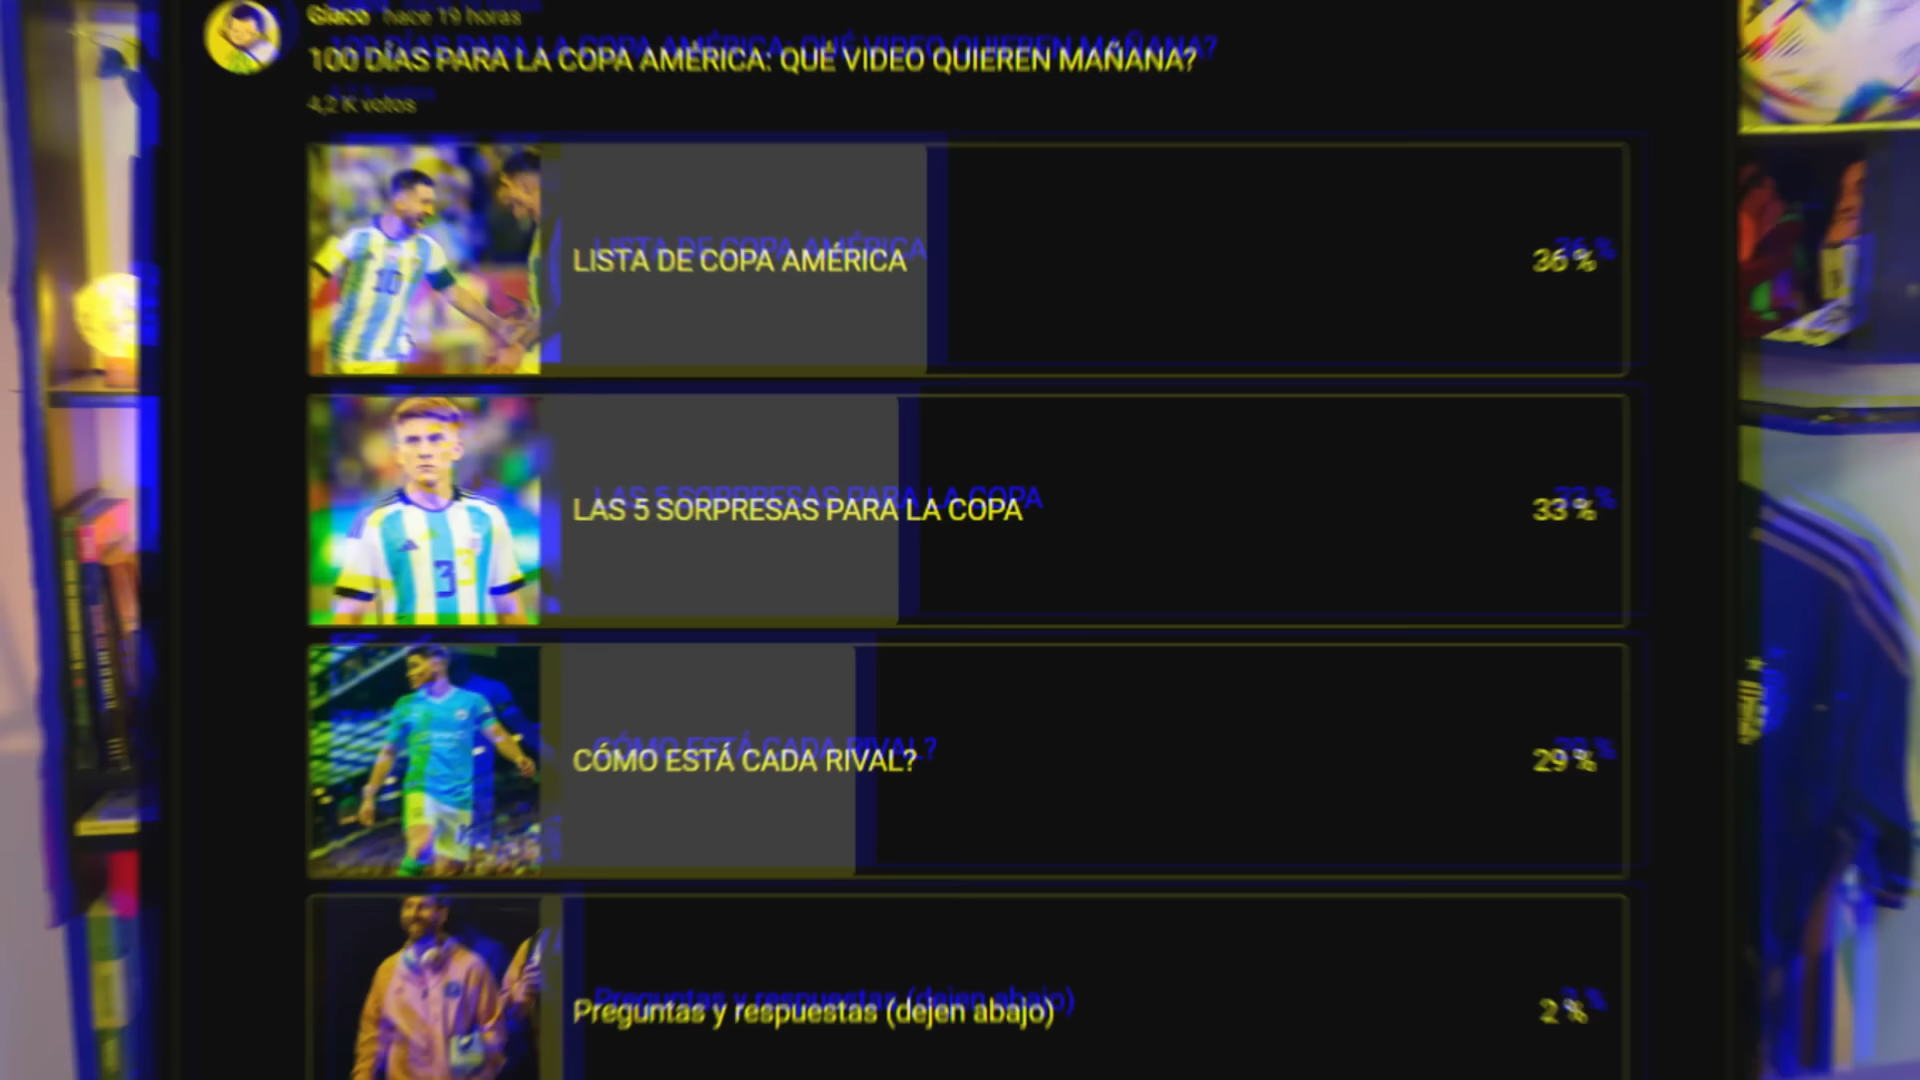 Giaco hace 19 horas
100 DÍAS PARA LA COPA AMÉRICA: QUÉ VIDEO QUIEREN MAÑANA?
4,2 K votos
LISTA DE COPA AMÉRICA 36 %
LAS 5 SORPRESAS PARA LA COPA 33 %
CÓMO ESTÁ CADA RIVAL? 29 %
Preguntas y respuestas (dejen abajo) 2 %
10
33